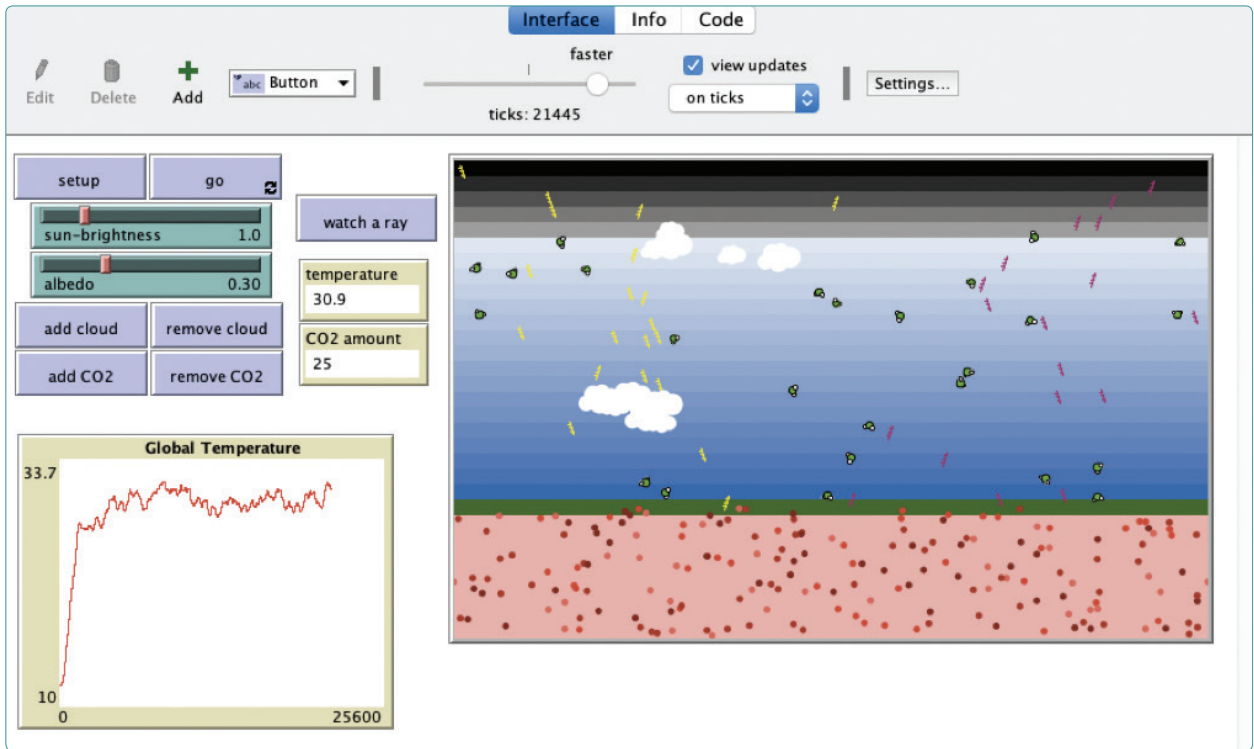 Interface Info Code
faster
view updates
Edit Delete Add abc Button on ticks Settings...
ticks: 21445
setup go
watch a ray
sun-brightness 1.0
temperature
albedo 0.30
30.9
add cloud remove cloud
CO2 amount
25
add CO2 remove CO2
Global Temperature
33.7
10
0 25600